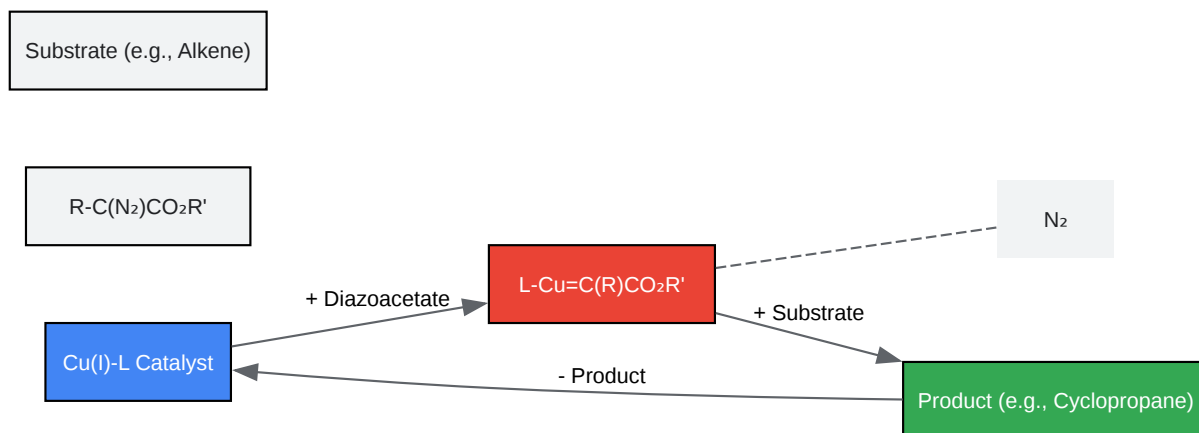 Substrate (e.g., Alkene)
R-C(N₂)CO₂R'
N₂
L-Cu=C(R)CO₂R'
+ Diazoacetate
+ Substrate
Cu(I)-L Catalyst
- Product
Product (e.g., Cyclopropane)